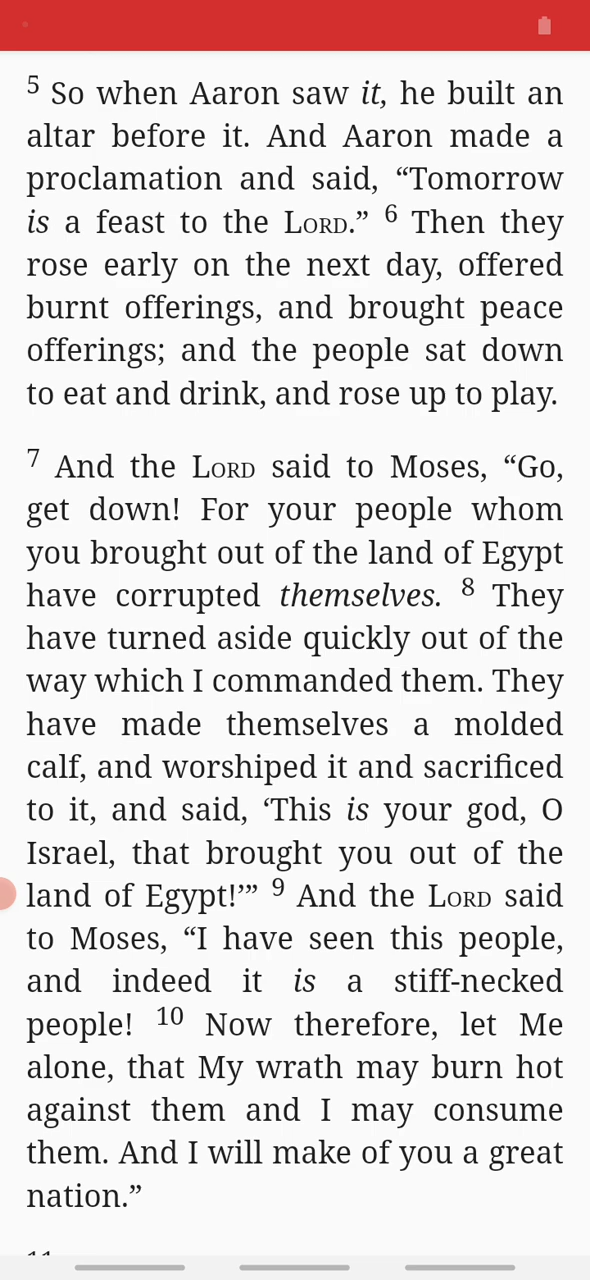 5 So when Aaron saw it, he built an
altar before it. And Aaron made a
proclamation and said, “Tomorrow
is a feast to the LORD.” 6 Then they
rose early on the next day, offered
burnt offerings, and brought peace
offerings; and the people sat down
to eat and drink, and rose up to play.
7 And the LORD said to Moses, “Go,
get down! For your people whom
you brought out of the land of Egypt
have corrupted themselves. 8 They
have turned aside quickly out of the
way which I commanded them. They
have made themselves a molded
calf, and worshiped it and sacrificed
to it, and said, ‘This is your god, O
Israel, that brought you out of the
land of Egypt!’” 9 And the LORD said
to Moses, “I have seen this people,
and indeed it is a stiff-necked
people! 10 Now therefore, let Me
alone, that My wrath may burn hot
against them and I may consume
them. And I will make of you a great
nation.”